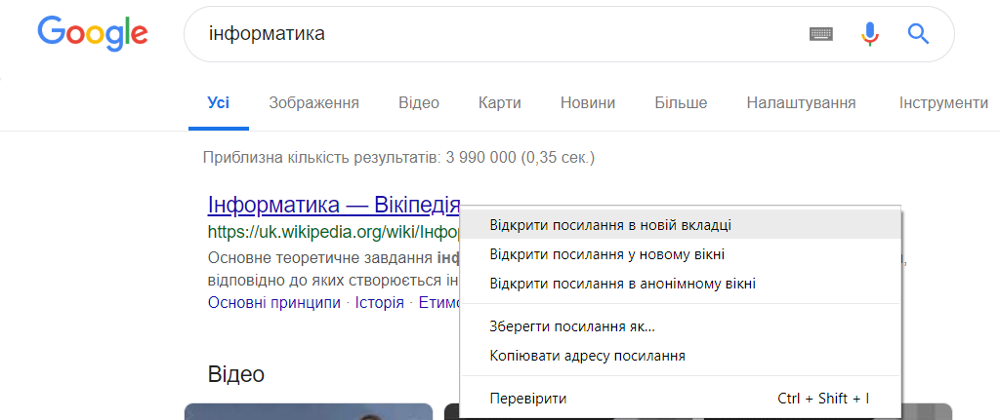 Google
інформатика
Усі Зображення Відео Карти Новини Більше Налаштування Інструменти
Приблизна кількість результатів: 3 990 000 (0,35 сек.)
Інформатика — Вікіпедія
https://uk.wikipedia.org/wiki/Інфо
Основне теоретичне завдання
відповідно до яких створюється
Основні принципи · Історія ·
Відкрити посилання в новій вкладці
Відкрити посилання у новому вікні
Відкрити посилання в анонімному вікні
Зберегти посилання як...
Копіювати адресу посилання
Перевірити Ctrl + Shift + I
Відео